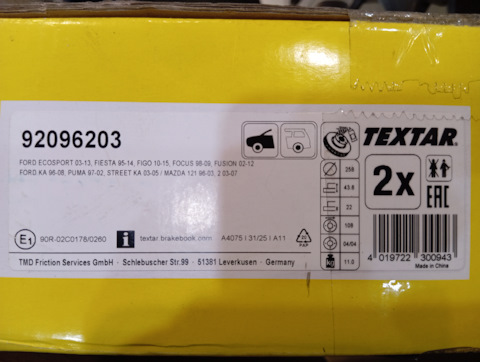 92096203
FORD ECOSPORT 03-13, FIESTA 95-14, FIGO 10-15, FOCUS 98-09, FUSION 02-12
FORD KA 96-08, PUMA 97-02, STREET KA 03-05 / MAZDA 121 96-03, 2 03-07
E1 90R-02C0178/0260 i textar.brakebook.com A4075 | 31/25 | A11
20
PAP
TMD Friction Services GmbH · Schlebuscher Str.99 · 51381 Leverkusen · Germany
TEXTAR
258
43.6
22
108
04/04
KG 11.0
2x
EAC
4 019722 300943
Made in China